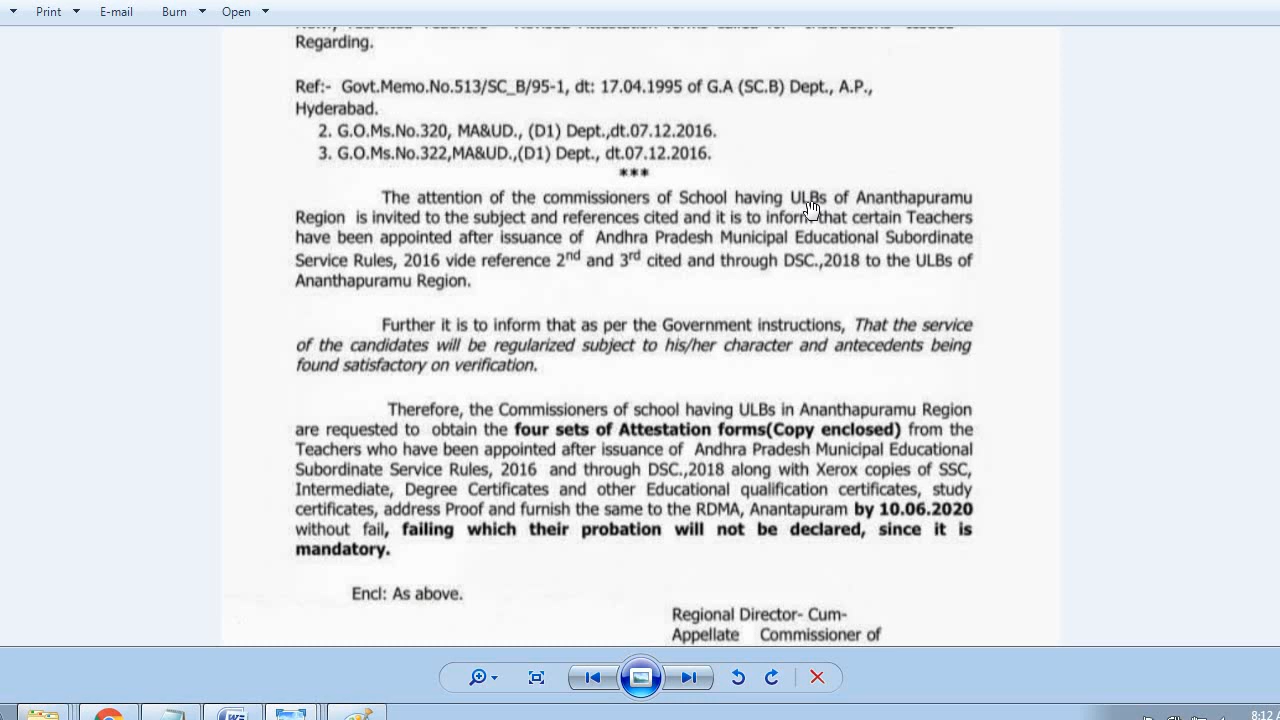 Print E-mail Burn Open
Regarding.
Ref:- Govt.Memo.No.513/SC_B/95-1, dt: 17.04.1995 of G.A (SC.B) Dept., A.P.,
Hyderabad.
2. G.O.Ms.No.320, MA&UD., (D1) Dept.,dt.07.12.2016.
3. G.O.Ms.No.322,MA&UD.,(D1) Dept., dt.07.12.2016.
***
The attention of the commissioners of School having ULBs of Ananthapuramu
Region is invited to the subject and references cited and it is to inform that certain Teachers
have been appointed after issuance of Andhra Pradesh Municipal Educational Subordinate
Service Rules, 2016 vide reference 2nd and 3rd cited and through DSC.,2018 to the ULBs of
Ananthapuramu Region.
Further it is to inform that as per the Government instructions, That the service
of the candidates will be regularized subject to his/her character and antecedents being
found satisfactory on verification.
Therefore, the Commissioners of school having ULBs in Ananthapuramu Region
are requested to obtain the four sets of Attestation forms(Copy enclosed) from the
Teachers who have been appointed after issuance of Andhra Pradesh Municipal Educational
Subordinate Service Rules, 2016 and through DSC.,2018 along with Xerox copies of SSC,
Intermediate, Degree Certificates and other Educational qualification certificates, study
certificates, address Proof and furnish the same to the RDMA, Anantapuram by 10.06.2020
without fail, failing which their probation will not be declared, since it is
mandatory.
Encl: As above.
Regional Director- Cum-
Appellate Commissioner of
8:12